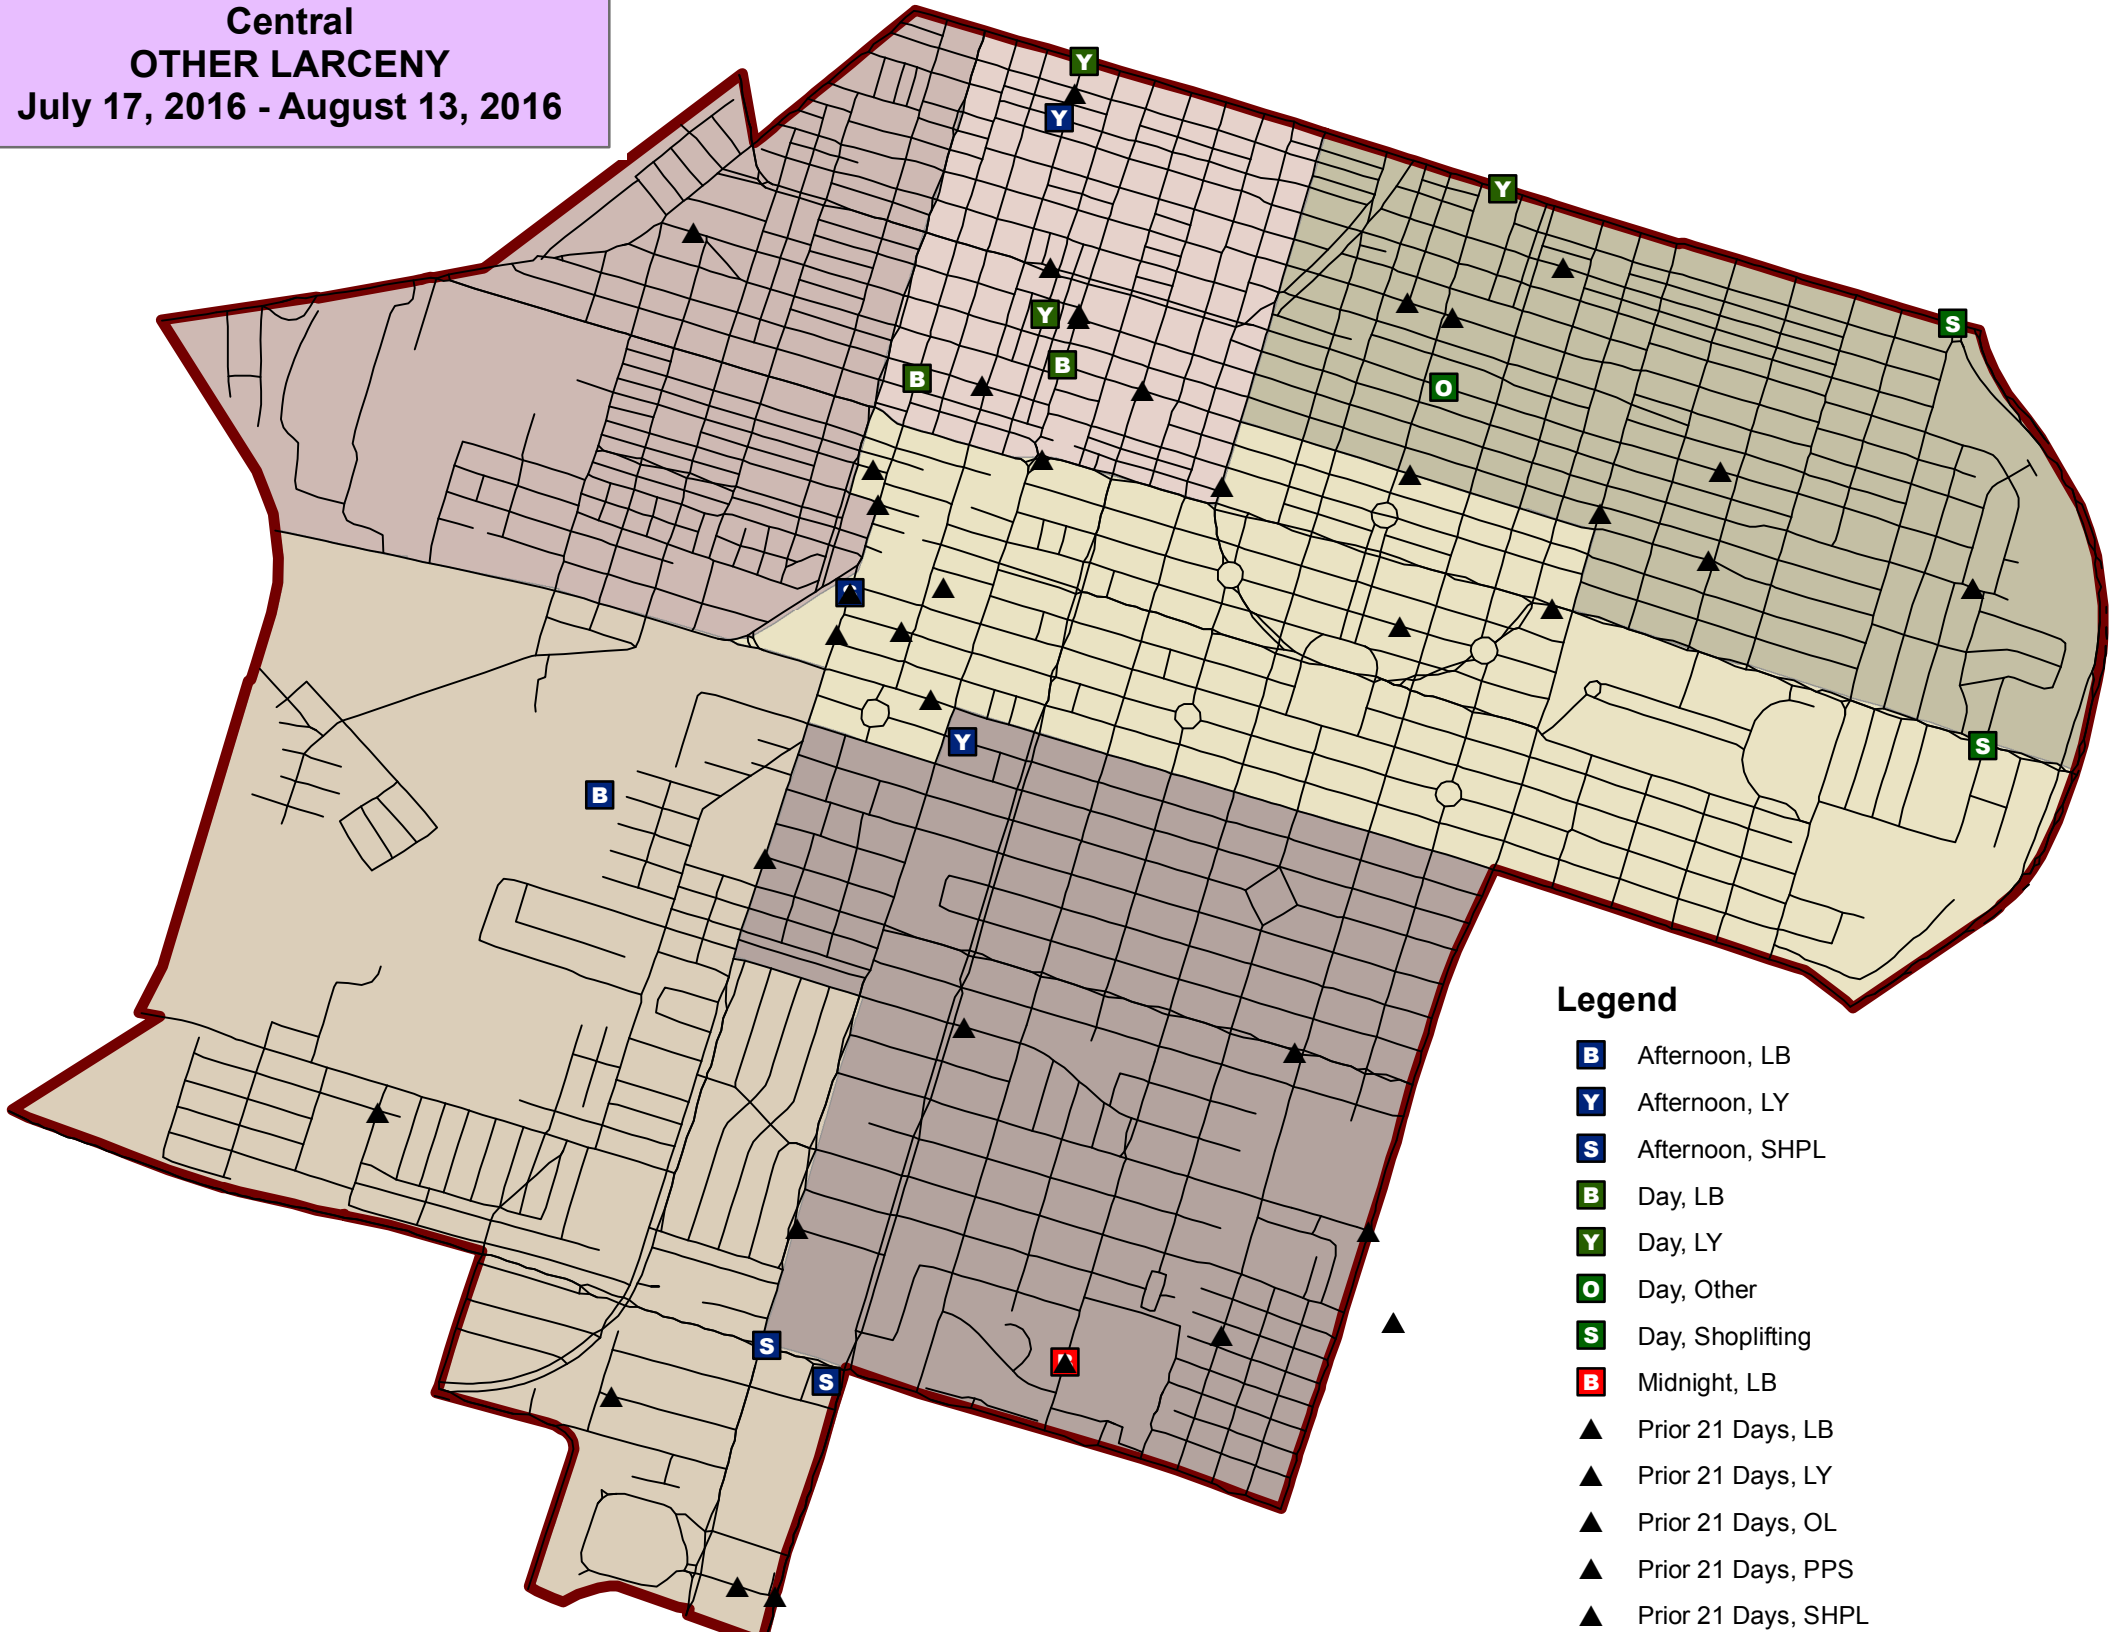 Central
OTHER LARCENY
July 17, 2016 - August 13, 2016
Y
Y
Y
S
Y
B
B
O
Y
S
B
S
S
Legend
B Afternoon, LB
Y Afternoon, LY
S Afternoon, SHPL
B Day, LB
Y Day, LY
O Day, Other
S Day, Shoplifting
B Midnight, LB
Prior 21 Days, LB
Prior 21 Days, LY
Prior 21 Days, OL
Prior 21 Days, PPS
Prior 21 Days, SHPL